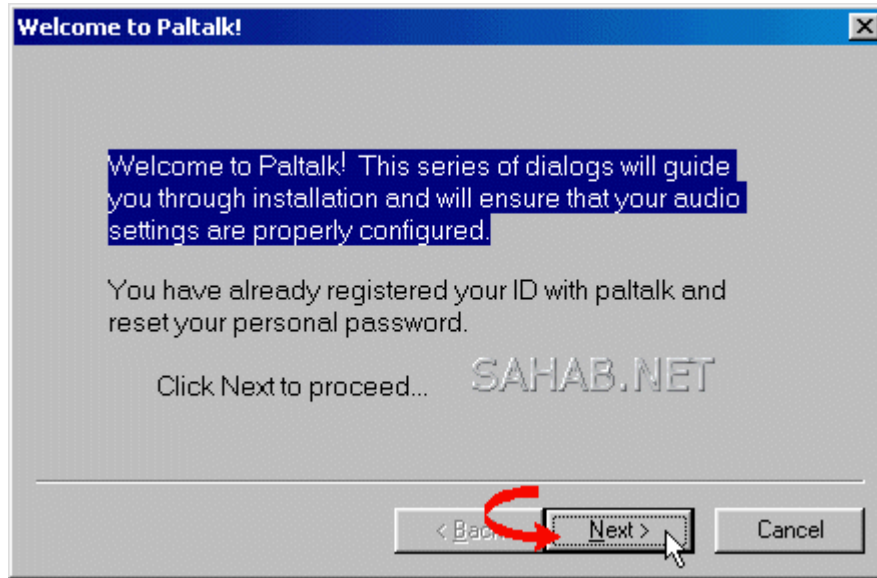 Welcome to Paltalk!
Welcome to Paltalk! This series of dialogs will guide
you through installation and will ensure that your audio
settings are properly configured.
You have already registered your ID with paltalk and
reset your personal password.
Click Next to proceed...
SAHAB.NET
< Back
Next >
Cancel